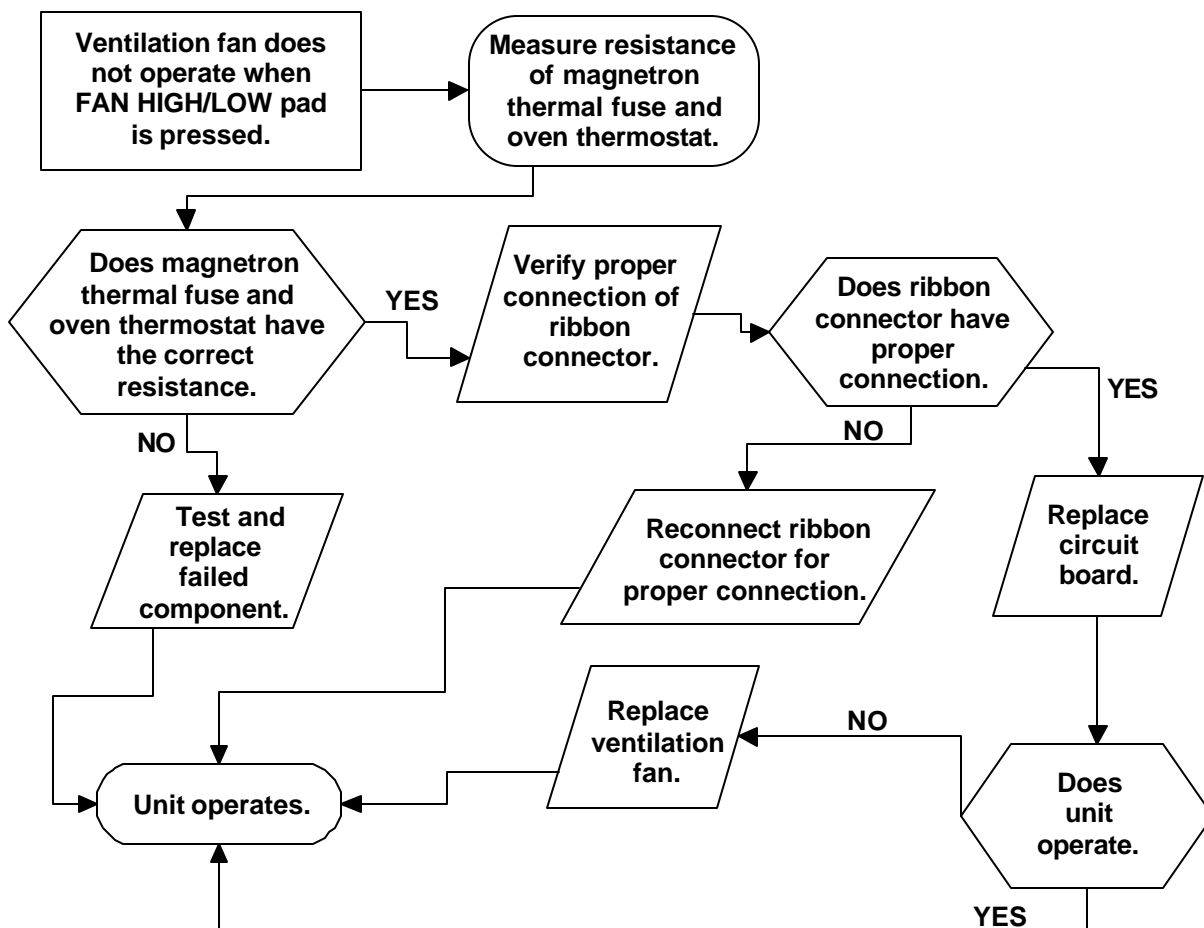 Ventilation fan does
not operate when
FAN HIGH/LOW pad
is pressed.
Measure resistance
of magnetron
thermal fuse and
oven thermostat.
Does magnetron
thermal fuse and
oven thermostat have
the correct
resistance.
YES
Verify proper
connection of
ribbon
connector.
Does ribbon
connector have
proper
connection.
YES
NO
NO
Test and
replace
failed
component.
Reconnect ribbon
connector for
proper connection.
Replace
circuit
board.
Replace
ventilation
fan.
NO
Does
unit
operate.
Unit operates.
YES